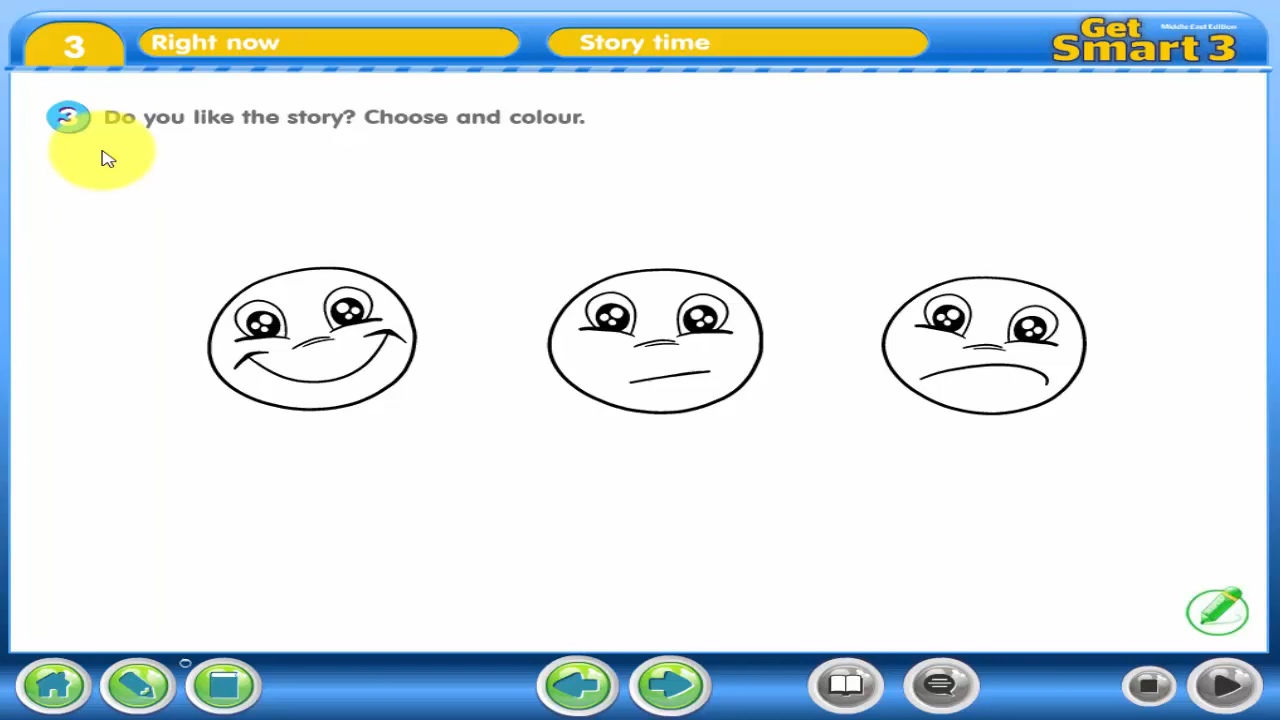 3
Right now
Story time
Get
Middle East Edition
Smart 3
3 Do you like the story? Choose and colour.